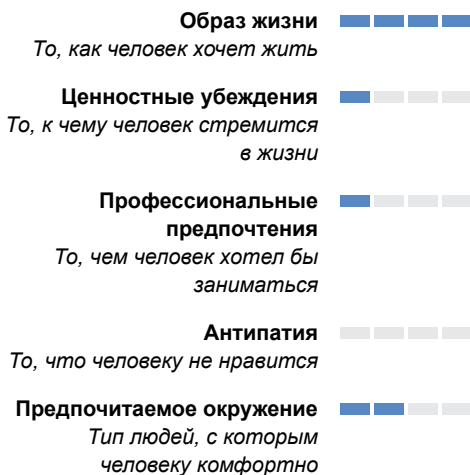 Образ жизни
То, как человек хочет жить
Ценностные убеждения
То, к чему человек стремится
в жизни
Профессиональные
предпочтения
То, чем человек хотел бы
заниматься
Антипатия
То, что человеку не нравится
Предпочитаемое окружение
Тип людей, с которым
человеку комфортно